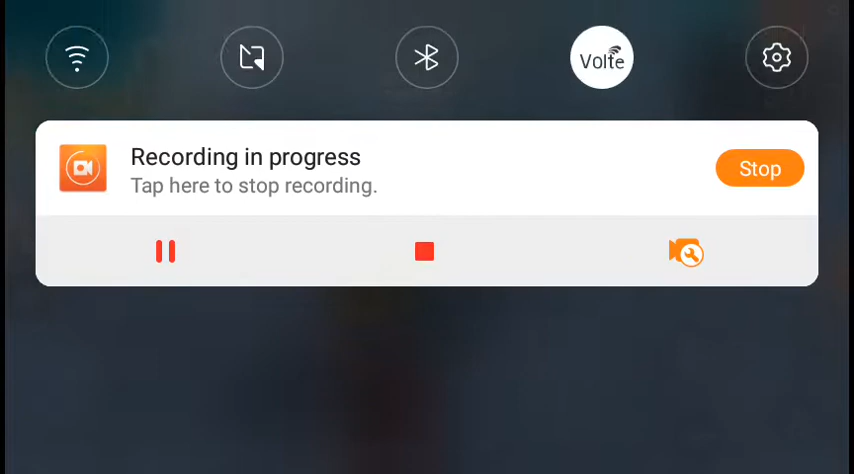 Volte
Recording in progress
Tap here to stop recording.
Stop